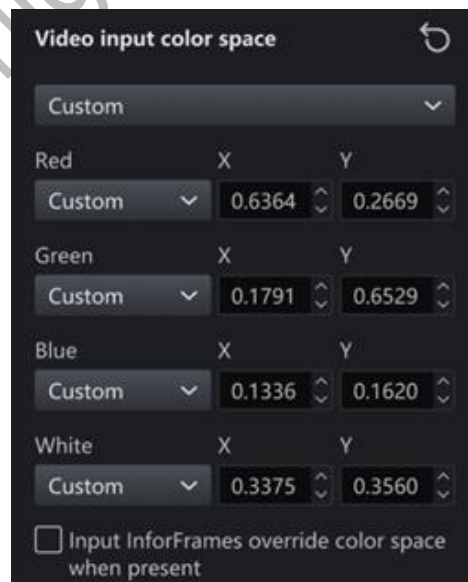 Video input color space
Custom
Red X Y
Custom 0.6364 0.2669
Green X Y
Custom 0.1791 0.6529
Blue X Y
Custom 0.1336 0.1620
White X Y
Custom 0.3375 0.3560
Input InforFrames override color space
when present